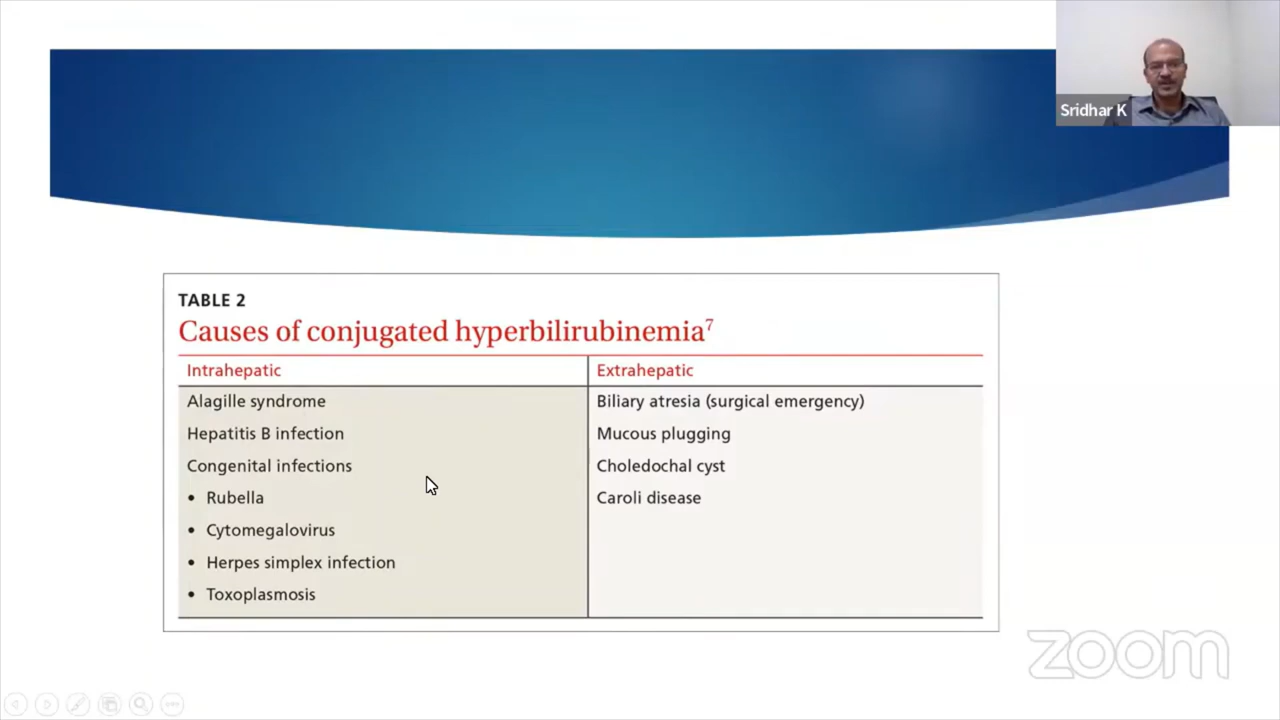 Sridhar K
TABLE 2
Causes of conjugated hyperbilirubinemia7
Intrahepatic
Extrahepatic
Alagille syndrome
Biliary atresia (surgical emergency)
Hepatitis B infection
Mucous plugging
Congenital infections
Choledochal cyst
• Rubella
Caroli disease
• Cytomegalovirus
• Herpes simplex infection
• Toxoplasmosis
zoom